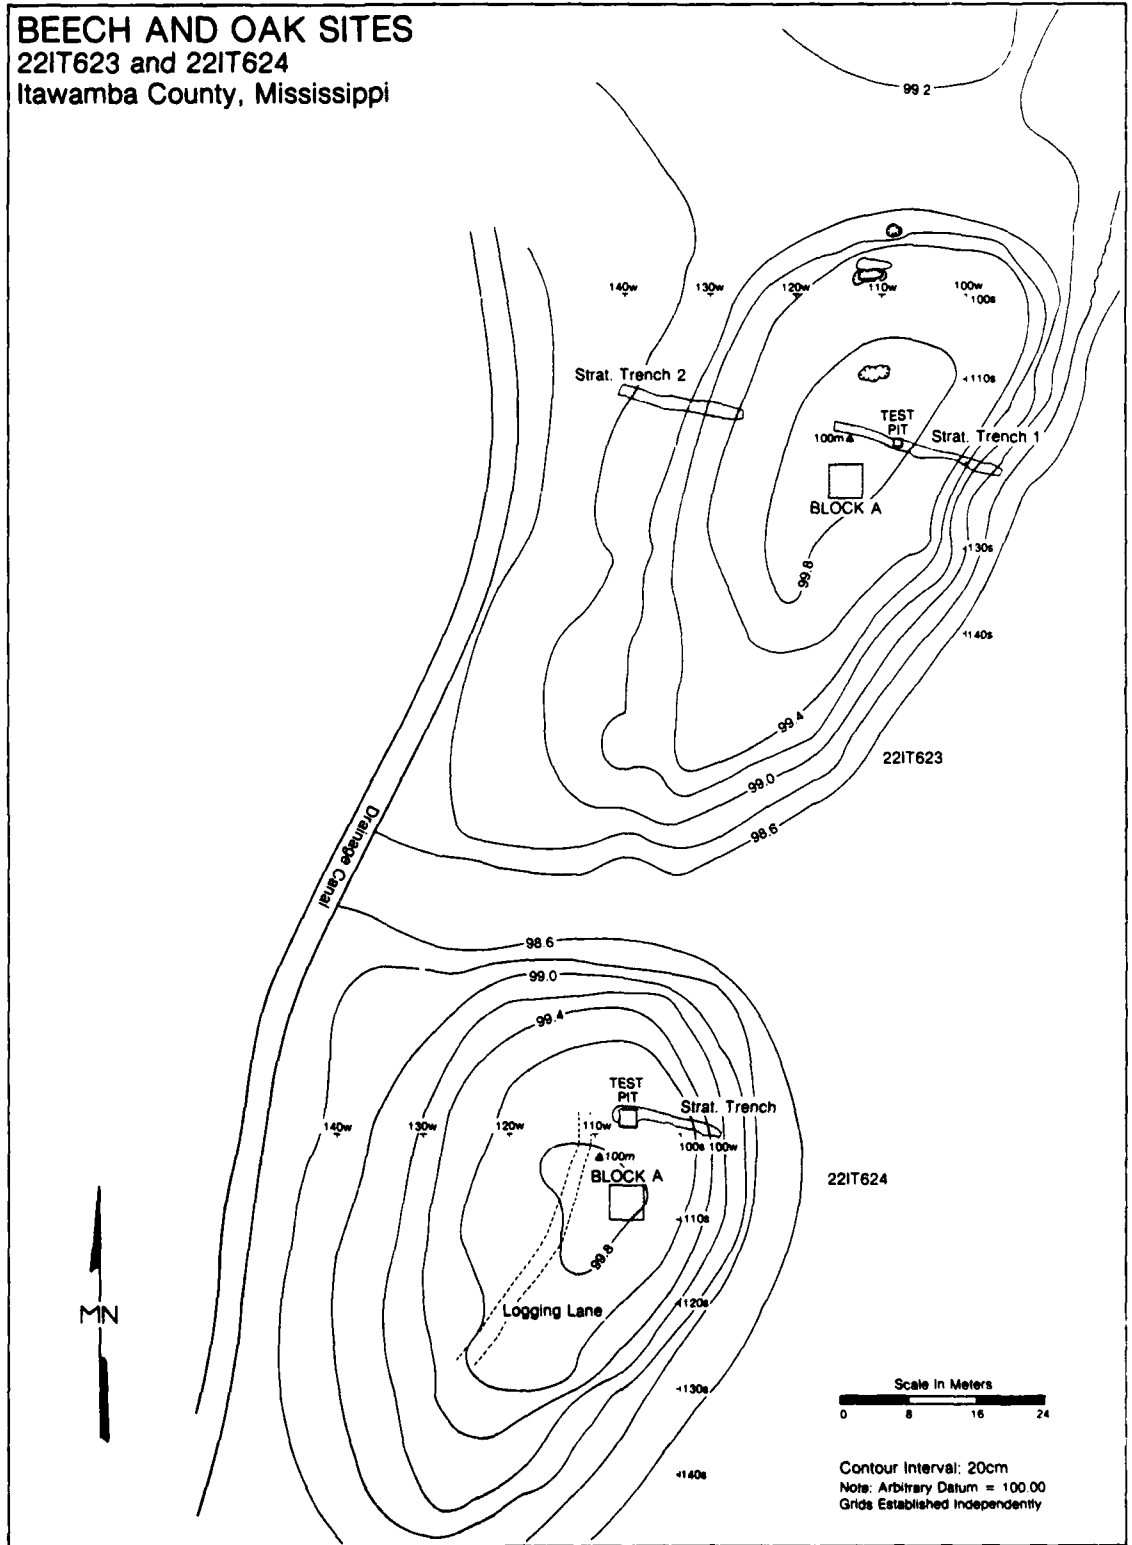 BEECH AND OAK SITES
22IT623 and 22IT624
Itawamba County, Mississippi
99.2
140w
130w
120w
110w
100w
100s
Strat. Trench 2
110s
TEST
PIT
Strat. Trench 1
100m
BLOCK A
130s
99.8
140s
99.4
22IT623
99.0
98.6
Drainage Canal
98.6
99.0
99.4
TEST
PIT
Strat. Trench
140w
130w
120w
110w
100s 100w
100m
BLOCK A
22IT624
110s
99.8
MN
Logging Lane
120s
130s
Scale In Meters
0 8 16 24
140s
Contour Interval: 20cm
Note: Arbitrary Datum = 100.00
Grids Established Independently